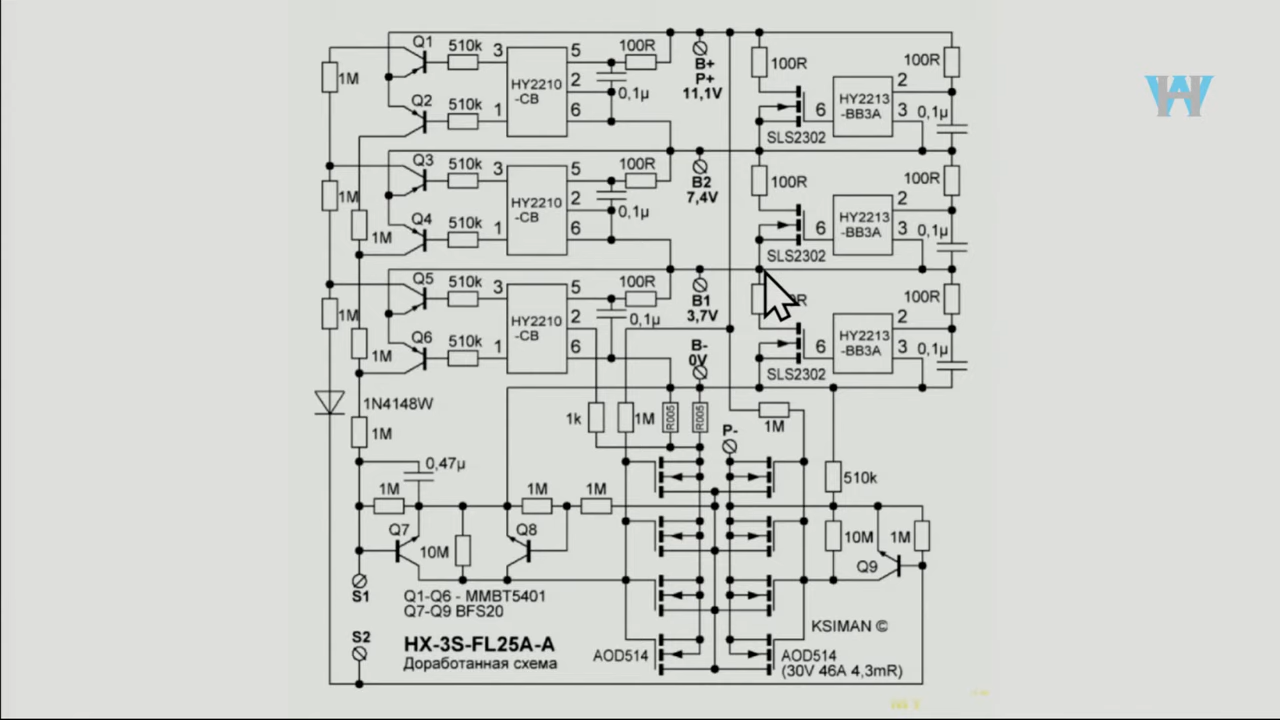 Q1
510k
3
5
100R
1M
HY2210
-CB
2
0,1µ
Q2
510k
1
6
B+
P+
11,1V
100R
100R
2
HY2213
-BB3A
6
3
0,1µ
SLS2302
Q3
510k
3
5
100R
1M
HY2210
-CB
2
0,1µ
Q4
510k
1
6
1M
B2
7,4V
100R
100R
2
HY2213
-BB3A
6
3
0,1µ
SLS2302
Q5
510k
3
5
100R
1M
HY2210
-CB
2
0,1µ
Q6
510k
1
6
1M
B1
3,7V
B-
0V
100R
2
HY2213
-BB3A
6
3
0,1µ
SLS2302
1N4148W
1M
1k
1M
R005
R005
1M
P-
0,47µ
1M
1M
1M
510k
Q7
10M
Q8
10M
1M
Q9
S1
Q1-Q6 - MMBT5401
Q7-Q9 BFS20
S2
HX-3S-FL25A-A
Доработанная схема
KSIMAN ©
AOD514
AOD514
(30V 46A 4,3mR)